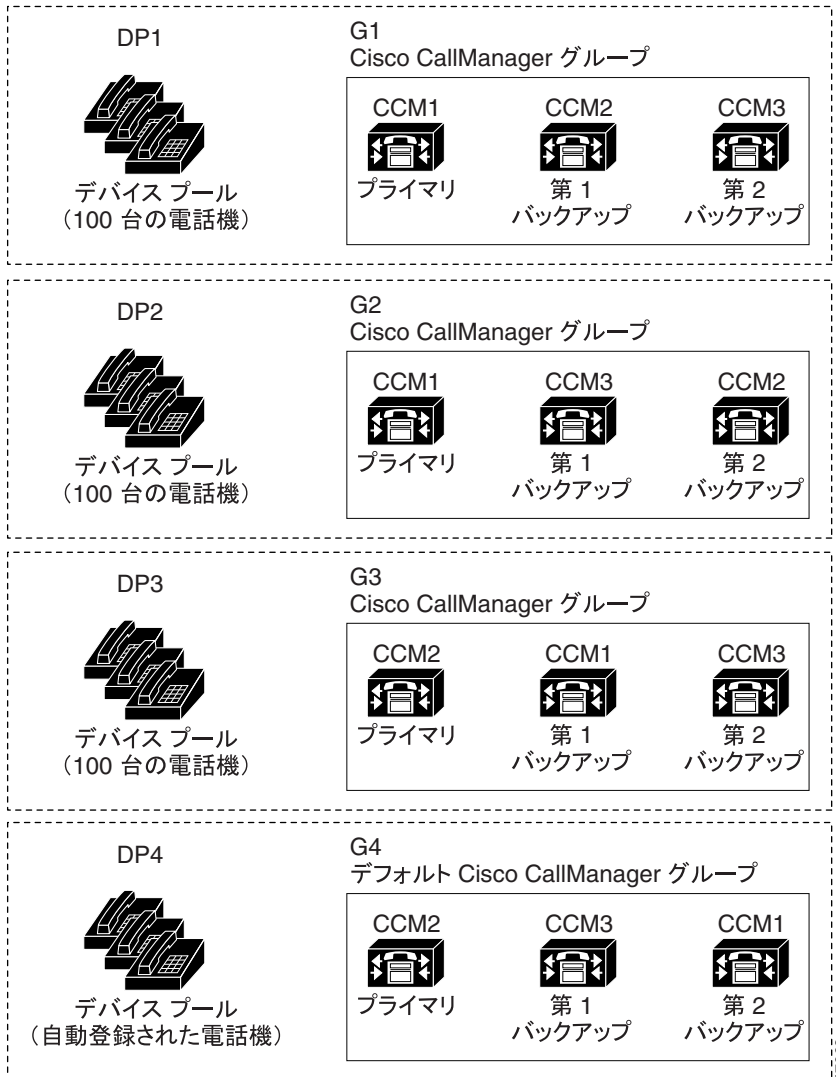 DP1
デバイス プール
（100 台の電話機）
G1
Cisco CallManager グループ
CCM1
プライマリ
CCM2
第 1
バックアップ
CCM3
第 2
バックアップ
DP2
デバイス プール
（100 台の電話機）
G2
Cisco CallManager グループ
CCM1
プライマリ
CCM3
第 1
バックアップ
CCM2
第 2
バックアップ
DP3
デバイス プール
（100 台の電話機）
G3
Cisco CallManager グループ
CCM2
プライマリ
CCM1
第 1
バックアップ
CCM3
第 2
バックアップ
DP4
デバイス プール
（自動登録された電話機）
G4
デフォルト Cisco CallManager グループ
CCM2
プライマリ
CCM3
第 1
バックアップ
CCM1
第 2
バックアップ